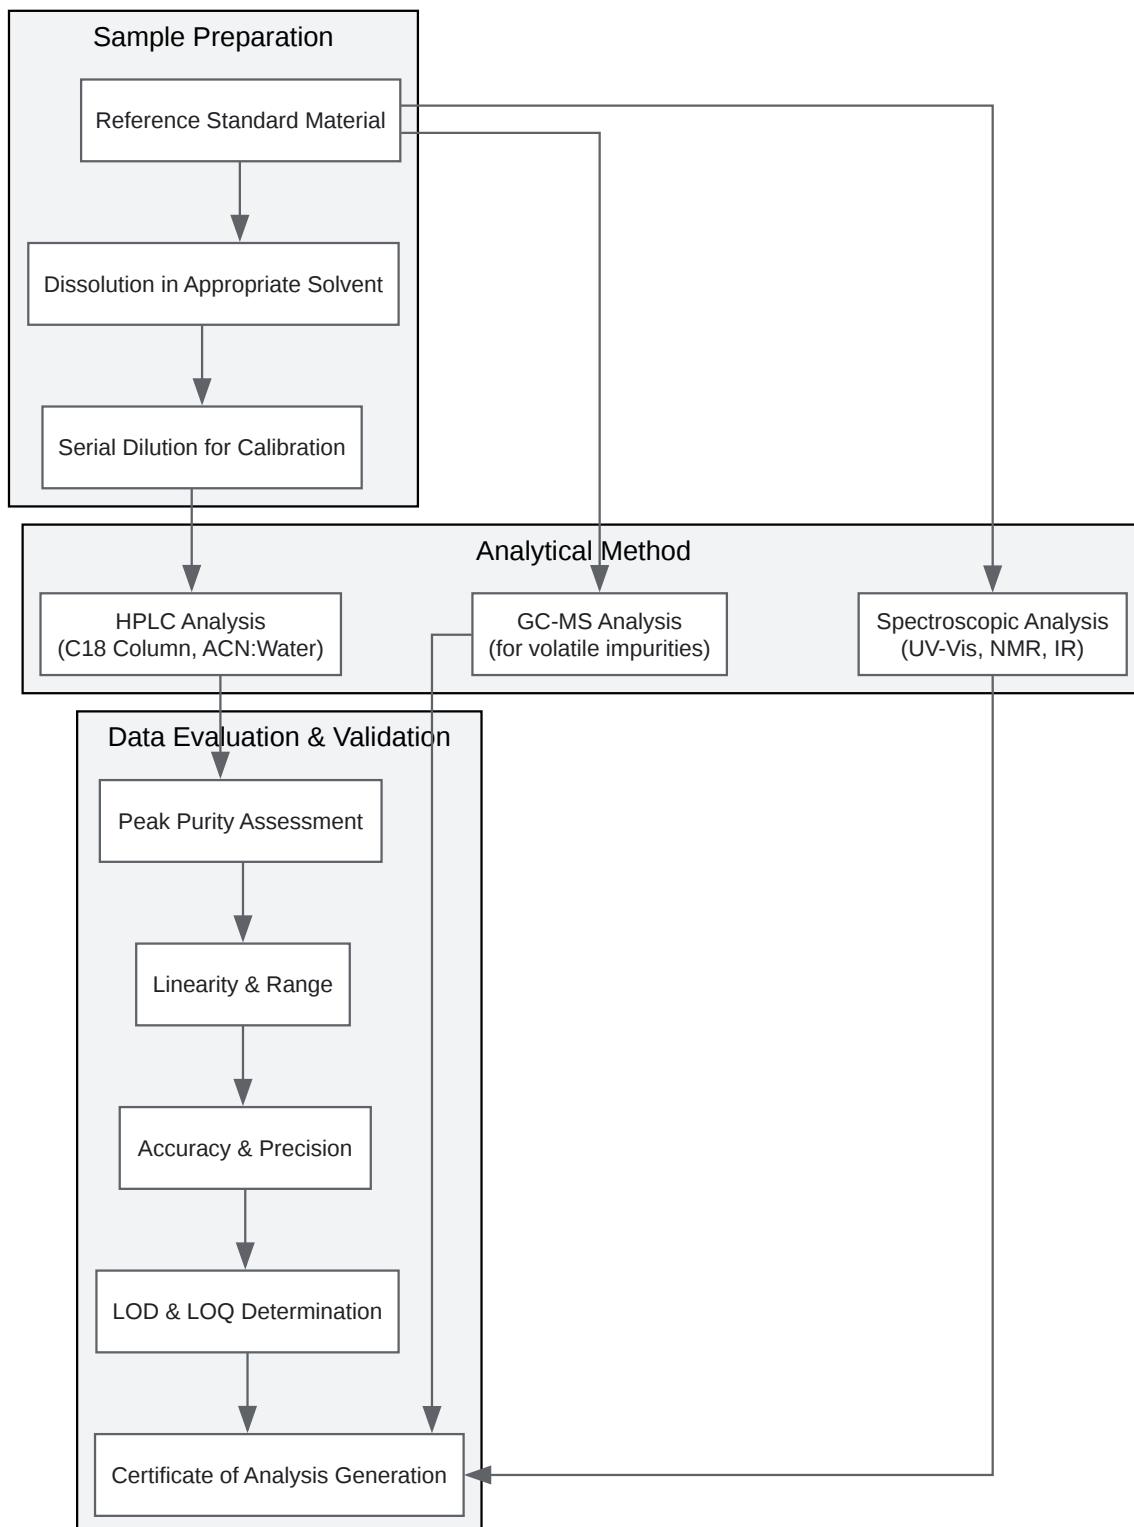 Sample Preparation
Reference Standard Material
Dissolution in Appropriate Solvent
Serial Dilution for Calibration
Analytical Method
HPLC Analysis
(C18 Column, ACN:Water)
GC-MS Analysis
(for volatile impurities)
Spectroscopic Analysis
(UV-Vis, NMR, IR)
Data Evaluation & Validation
Peak Purity Assessment
Linearity & Range
Accuracy & Precision
LOD & LOQ Determination
Certificate of Analysis Generation